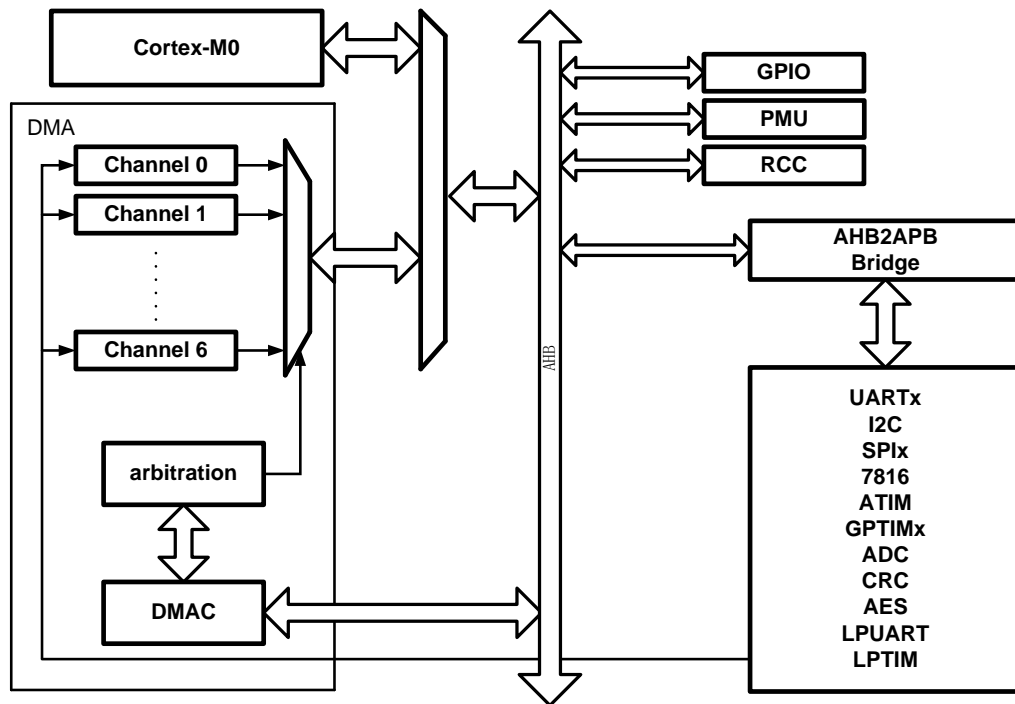 Cortex-M0
DMA
Channel 0
Channel 1
Channel 6
arbitration
DMAC
AHB
GPIO
PMU
RCC
AHB2APB
Bridge
UARTx
I2C
SPIx
7816
ATIM
GPTIMx
ADC
CRC
AES
LPUART
LPTIM